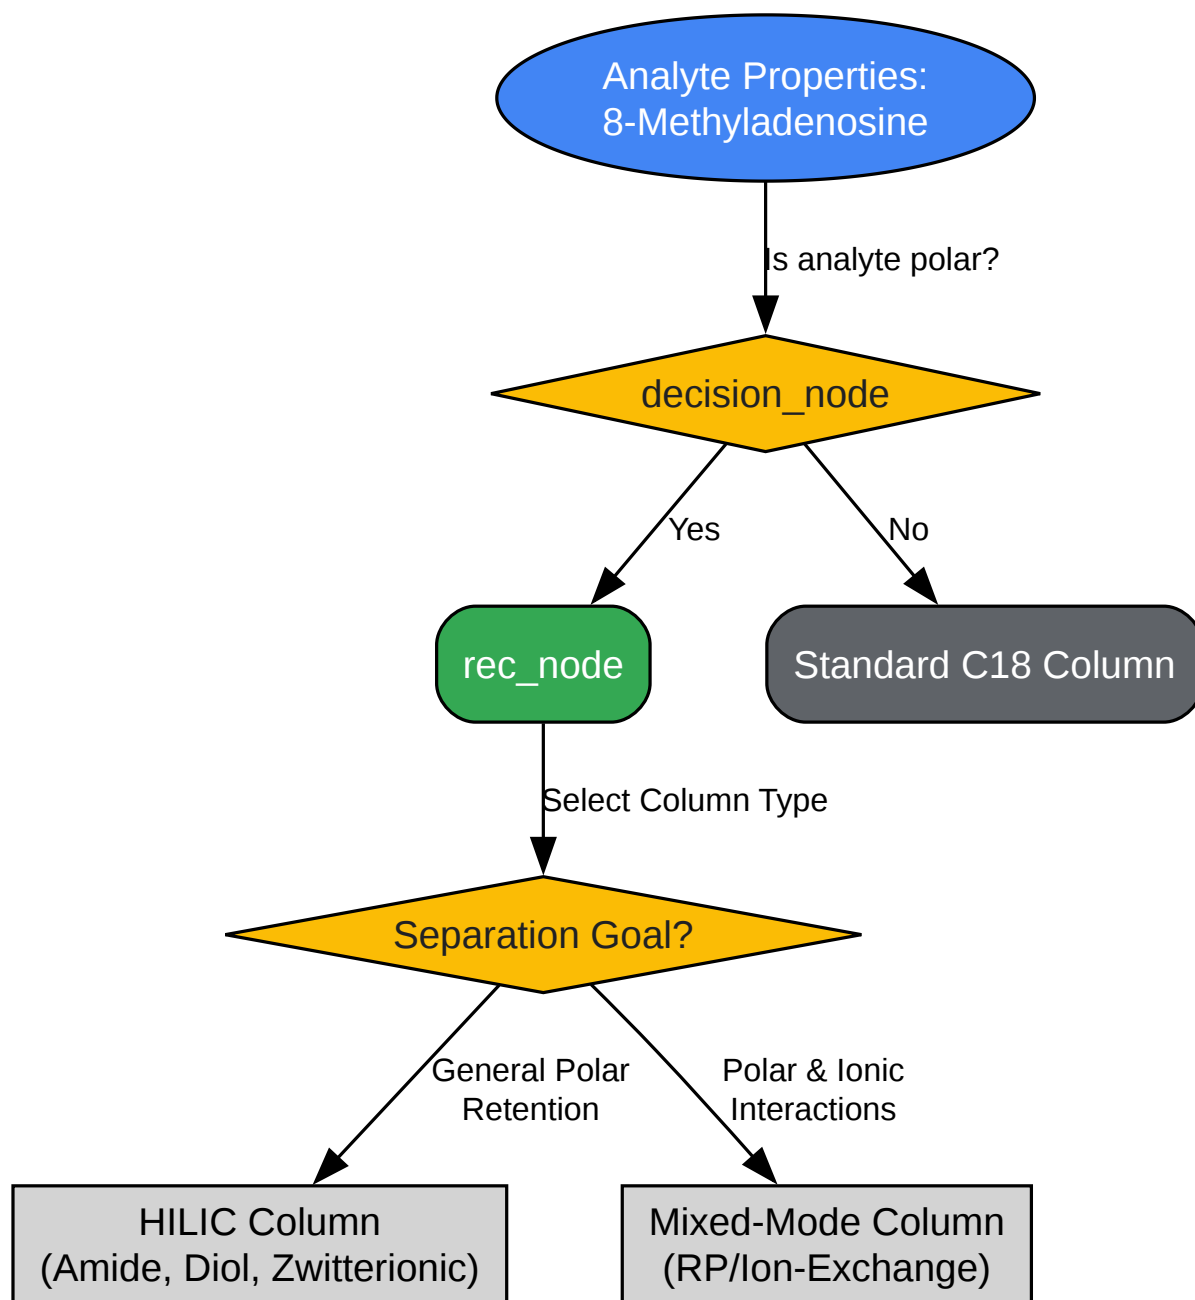 Analyte Properties:
8-Methyladenosine
Is analyte polar?
decision_node
Yes
No
rec_node
Standard C18 Column
Select Column Type
Separation Goal?
General Polar
Retention
Polar & Ionic
Interactions
HILIC Column
(Amide, Diol, Zwitterionic)
Mixed-Mode Column
(RP/Ion-Exchange)